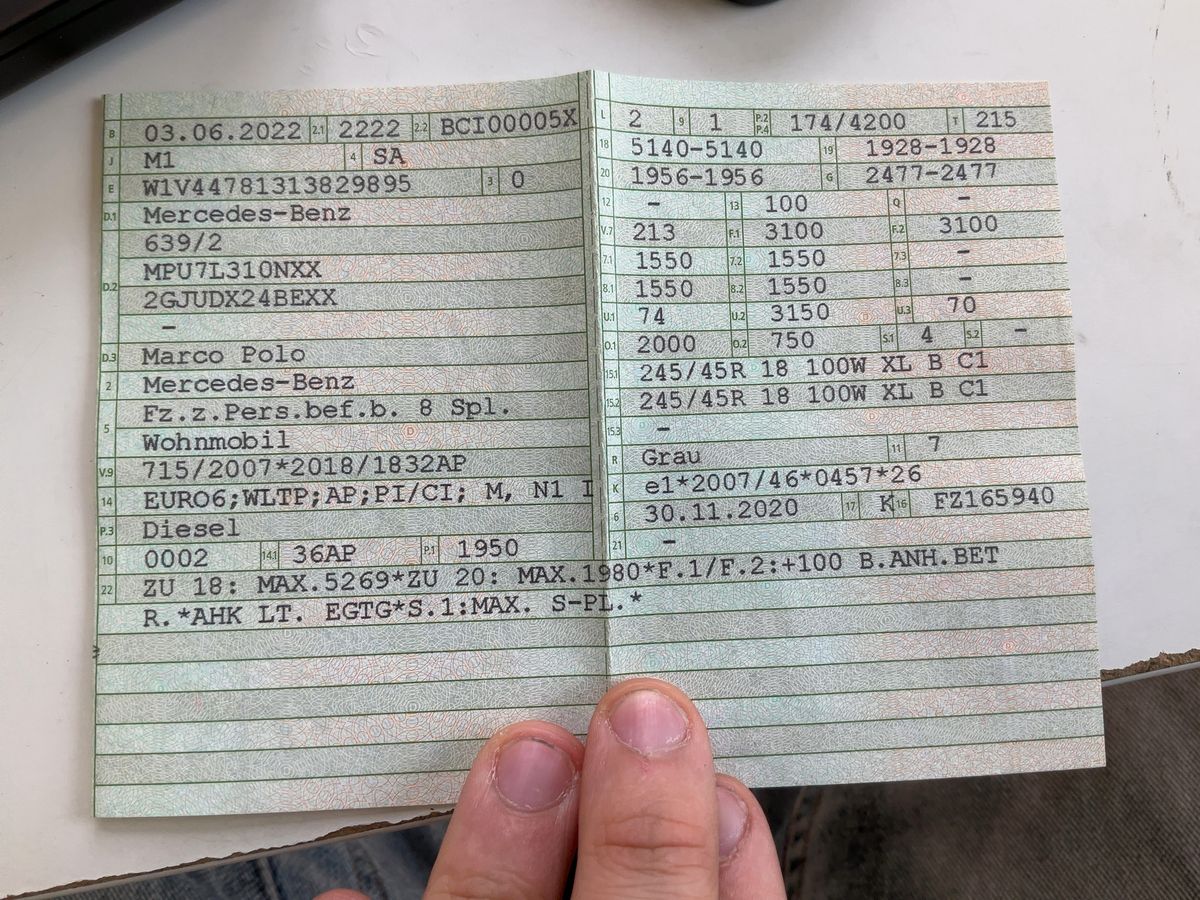 B 03.06.2022 2.1 2222 2.2 BCI00005X
J M1 4 SA
E W1V44781313829895 3 0
D.1 Mercedes-Benz
639/2
D.2 MPU7L310NXX
2GJUDX24BEXX
–
D.3 Marco Polo
2 Mercedes-Benz
5 Fz.z.Pers.bef.b. 8 Spl.
Wohnmobil
V.9 715/2007*2018/1832AP
14 EURO6;WLTP;AP;PI/CI; M, N1 I
P.3 Diesel
10 0002 14.1 36AP P.1 1950
L 2 9 1 P.2 P.4 174/4200 T 215
18 5140-5140 19 1928-1928
20 1956-1956 G 2477-2477
12 – 13 100 Q –
V.7 213 F.1 3100 F.2 3100
7.1 1550 7.2 1550 7.3 –
8.1 1550 8.2 1550 8.3 –
U.1 74 U.2 3150 U.3 70
O.1 2000 O.2 750 S.1 4 S.2 –
15.1 245/45R 18 100W XL B C1
15.2 245/45R 18 100W XL B C1
15.3 –
R Grau 11 7
K e1*2007/46*0457*26
6 30.11.2020 17 K 16 FZ165940
21 –
22 ZU 18: MAX.5269*ZU 20: MAX.1980*F.1/F.2:+100 B.ANH.BET
R.*AHK LT. EGTG*S.1:MAX. S-PL.*